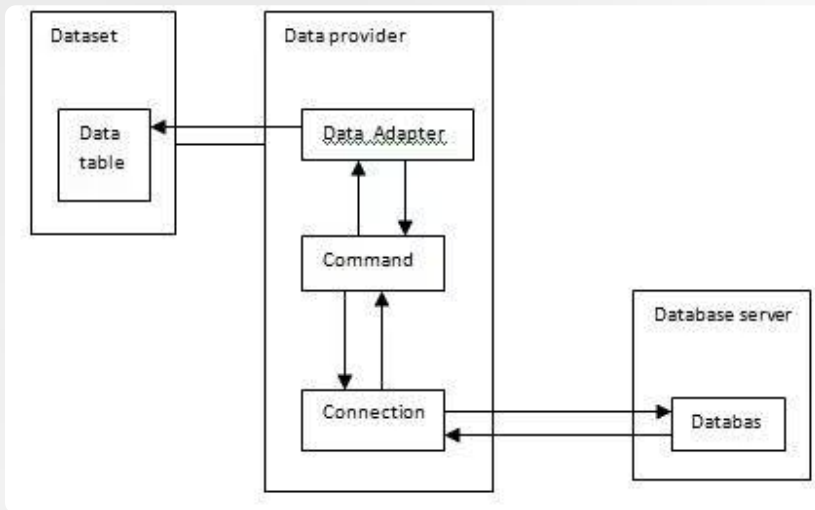 Dataset
Data provider
Data
table
Data Adapter
Command
Connection
Database server
Databas